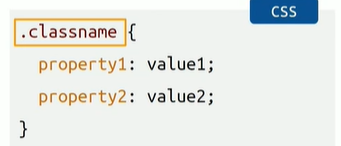 CSS
.classname {
property1: value1;
property2: value2;
}